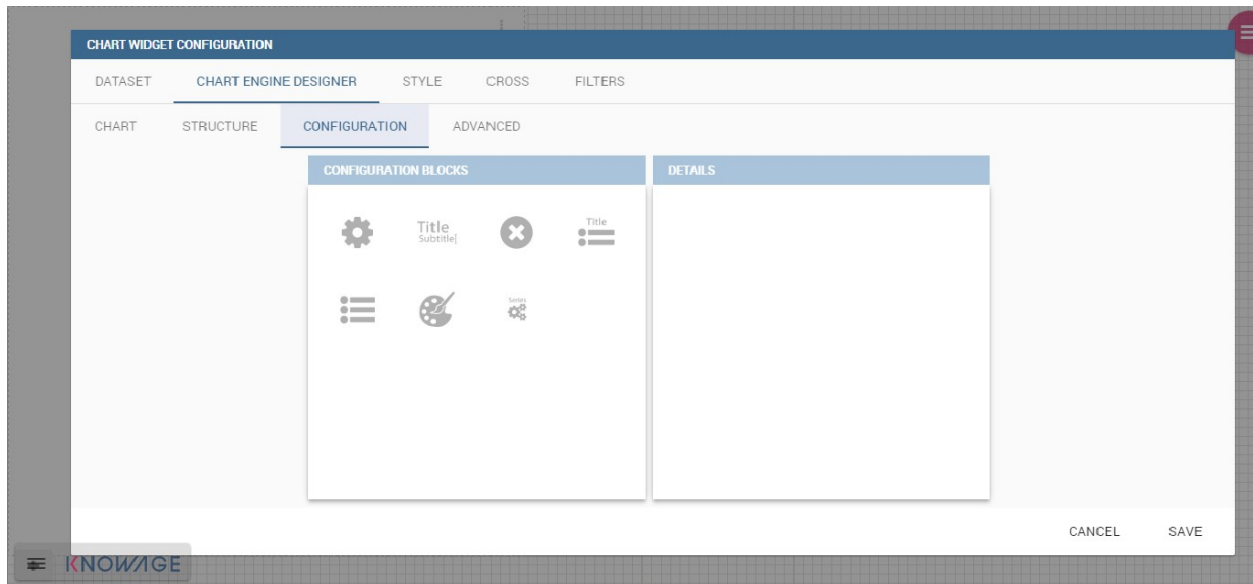 CHART WIDGET CONFIGURATION
DATASET CHART ENGINE DESIGNER STYLE CROSS FILTERS
CHART STRUCTURE CONFIGURATION ADVANCED
CONFIGURATION BLOCKS DETAILS
Title
Subtitle
Title
Series
CANCEL SAVE
KNOWAGE